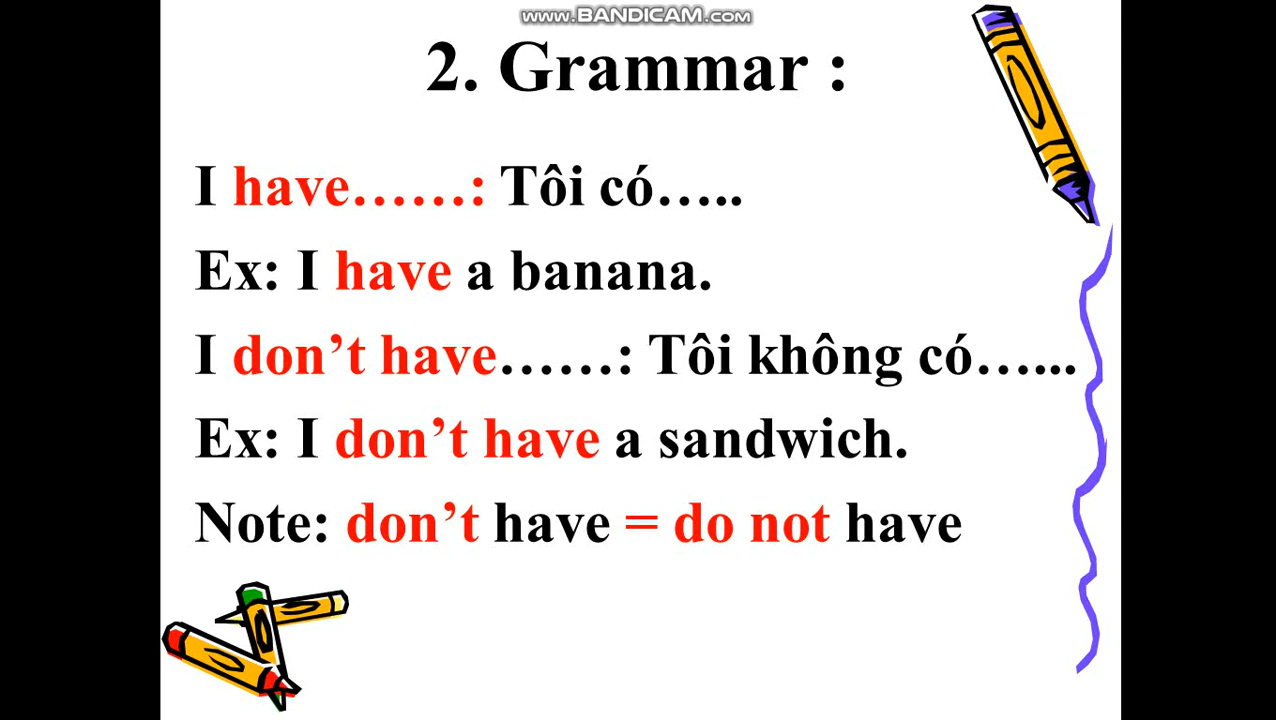 www.BANDICAM.com
2. Grammar :
I have……: Tôi có…..
Ex: I have a banana.
I don’t have……: Tôi không có…...
Ex: I don’t have a sandwich.
Note: don’t have = do not have